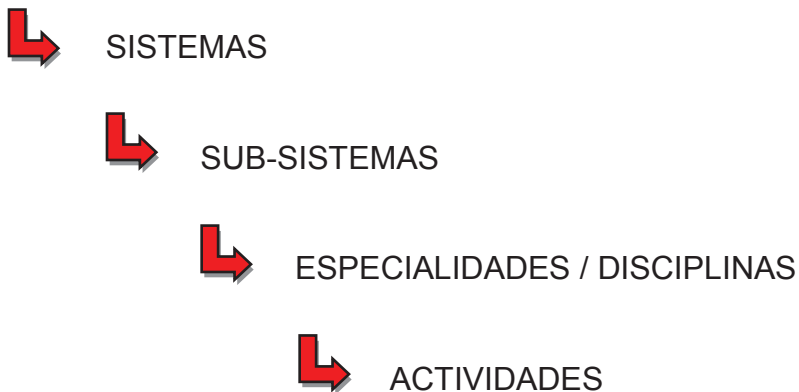 SISTEMAS
SUB-SISTEMAS
ESPECIALIDADES / DISCIPLINAS
ACTIVIDADES